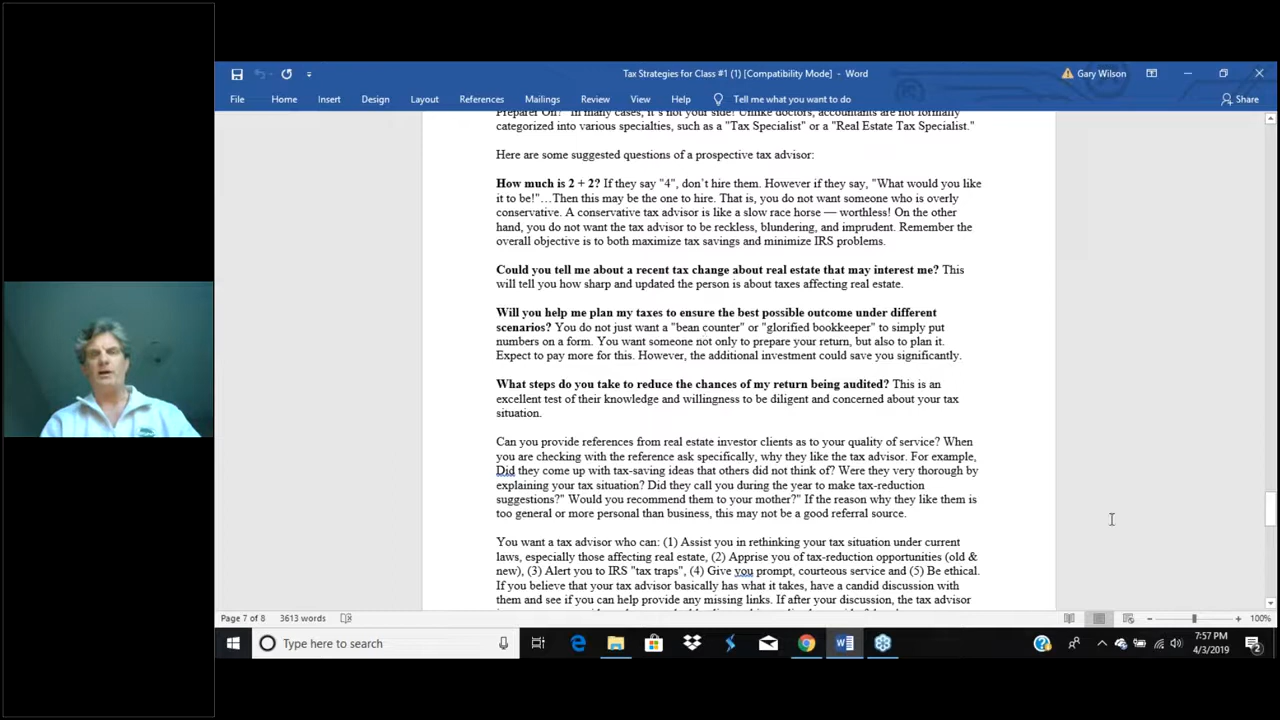 Tax Strategies for Class #1 (1) [Compatibility Mode] - Word
Gary Wilson
File Home Insert Design Layout References Mailings Review View Help Tell me what you want to do Share
Preparer On?" In many cases, it's not your side! Unlike doctors, accountants are not formally
categorized into various specialties, such as a "Tax Specialist" or a "Real Estate Tax Specialist."
Here are some suggested questions of a prospective tax advisor:
How much is 2 + 2? If they say "4", don't hire them. However if they say, "What would you like
it to be!"…Then this may be the one to hire. That is, you do not want someone who is overly
conservative. A conservative tax advisor is like a slow race horse — worthless! On the other
hand, you do not want the tax advisor to be reckless, blundering, and imprudent. Remember the
overall objective is to both maximize tax savings and minimize IRS problems.
Could you tell me about a recent tax change about real estate that may interest me? This
will tell you how sharp and updated the person is about taxes affecting real estate.
Will you help me plan my taxes to ensure the best possible outcome under different
scenarios? You do not just want a "bean counter" or "glorified bookkeeper" to simply put
numbers on a form. You want someone not only to prepare your return, but also to plan it.
Expect to pay more for this. However, the additional investment could save you significantly.
What steps do you take to reduce the chances of my return being audited? This is an
excellent test of their knowledge and willingness to be diligent and concerned about your tax
situation.
Can you provide references from real estate investor clients as to your quality of service? When
you are checking with the reference ask specifically, why they like the tax advisor. For example,
Did they come up with tax-saving ideas that others did not think of? Were they very thorough by
explaining your tax situation? Did they call you during the year to make tax-reduction
suggestions?" Would you recommend them to your mother?" If the reason why they like them is
too general or more personal than business, this may not be a good referral source.
You want a tax advisor who can: (1) Assist you in rethinking your tax situation under current
laws, especially those affecting real estate, (2) Apprise you of tax-reduction opportunities (old &
new), (3) Alert you to IRS "tax traps", (4) Give you prompt, courteous service and (5) Be ethical.
If you believe that your tax advisor basically has what it takes, have a candid discussion with
them and see if you can help provide any missing links. If after your discussion, the tax advisor
Page 7 of 8 3613 words 100%
Type here to search
7:57 PM
4/3/2019
2